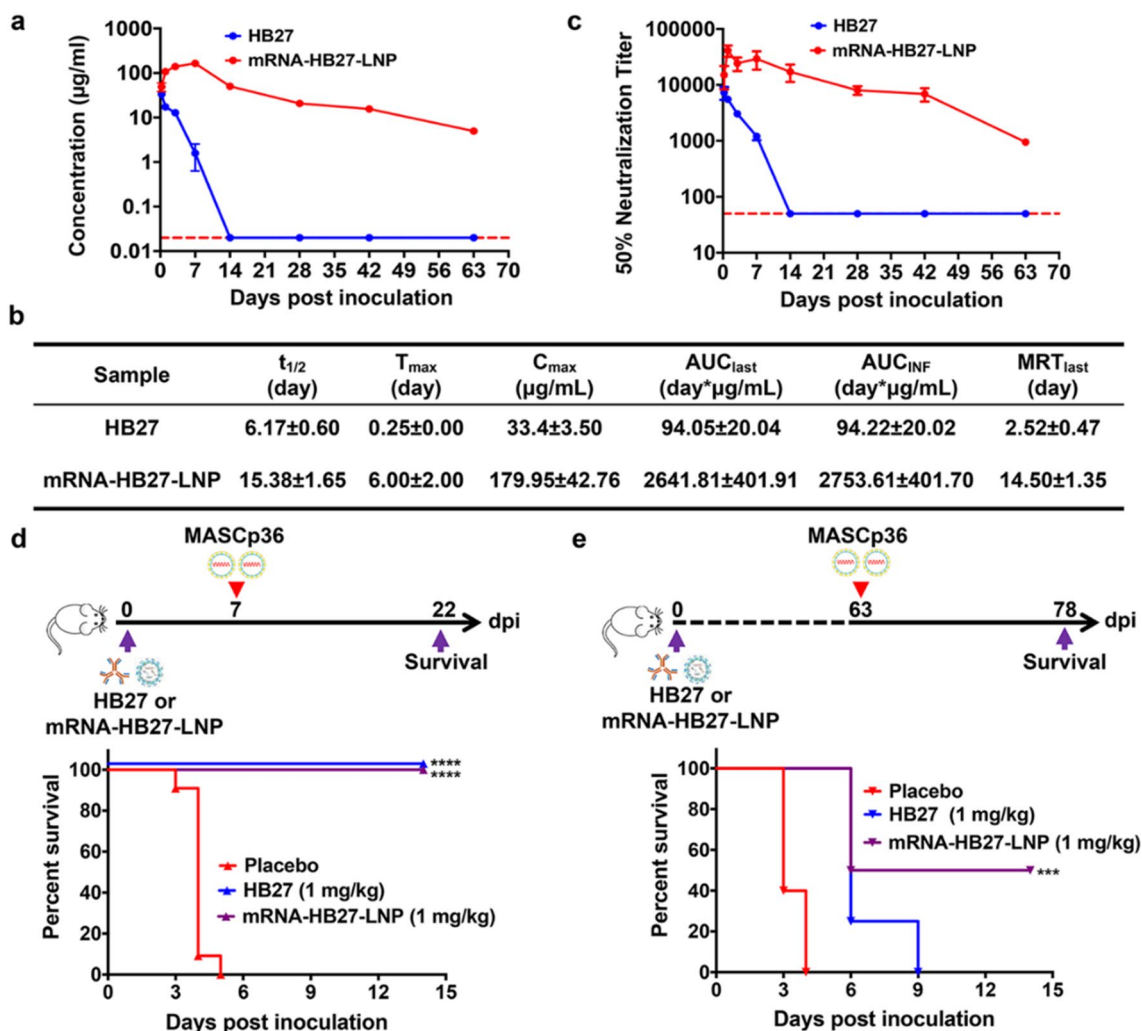 a
HB27
mRNA-HB27-LNP
Concentration (µg/ml)
1000
100
10
1
0.1
0.01
0 7 14 21 28 35 42 49 56 63 70
Days post inoculation
c
HB27
mRNA-HB27-LNP
50% Neutralization Titer
100000
10000
1000
100
10
0 7 14 21 28 35 42 49 56 63 70
Days post inoculation
b
Sample t1/2 (day) Tmax (day) Cmax (µg/mL) AUClast (day*µg/mL) AUCINF (day*µg/mL) MRTlast (day)
HB27 6.17±0.60 0.25±0.00 33.4±3.50 94.05±20.04 94.22±20.02 2.52±0.47
mRNA-HB27-LNP 15.38±1.65 6.00±2.00 179.95±42.76 2641.81±401.91 2753.61±401.70 14.50±1.35
d
MASCp36
0 7 22 dpi
Survival
HB27 or
mRNA-HB27-LNP
Percent survival
100
80
60
40
20
0
****
****
Placebo
HB27 (1 mg/kg)
mRNA-HB27-LNP (1 mg/kg)
0 3 6 9 12 15
Days post inoculation
e
MASCp36
0 63 78 dpi
Survival
HB27 or
mRNA-HB27-LNP
Percent survival
100
80
60
40
20
0
Placebo
HB27 (1 mg/kg)
mRNA-HB27-LNP (1 mg/kg)
***
0 3 6 9 12 15
Days post inoculation